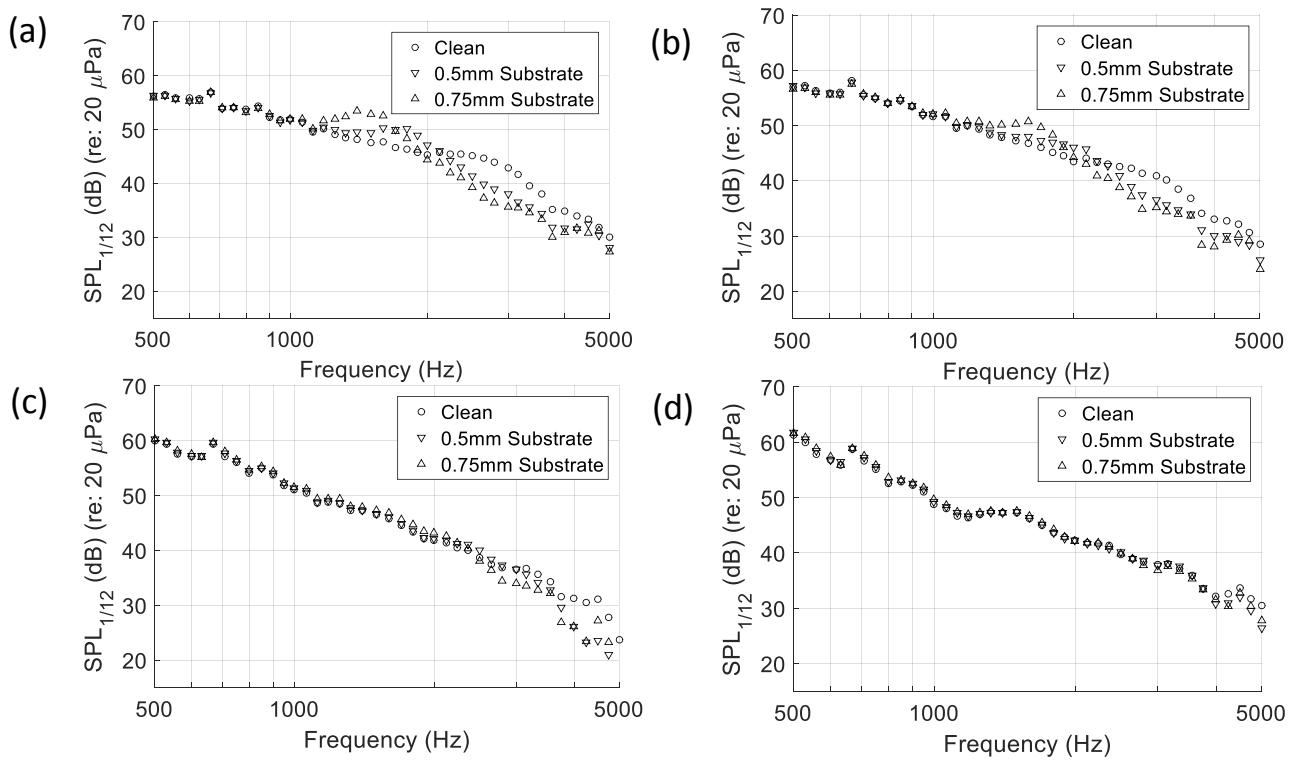 (a)
70
60
50
40
30
20
SPL1/12 (dB) (re: 20 μPa)
500
1000
5000
Frequency (Hz)
Clean
0.5mm Substrate
0.75mm Substrate
(b)
70
60
50
40
30
20
SPL1/12 (dB) (re: 20 μPa)
500
1000
5000
Frequency (Hz)
Clean
0.5mm Substrate
0.75mm Substrate
(c)
70
60
50
40
30
20
SPL1/12 (dB) (re: 20 μPa)
500
1000
5000
Frequency (Hz)
Clean
0.5mm Substrate
0.75mm Substrate
(d)
70
60
50
40
30
20
SPL1/12 (dB) (re: 20 μPa)
500
1000
5000
Frequency (Hz)
Clean
0.5mm Substrate
0.75mm Substrate